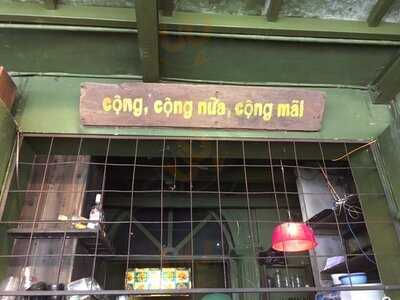 cộng, cộng nữa, cộng mãi